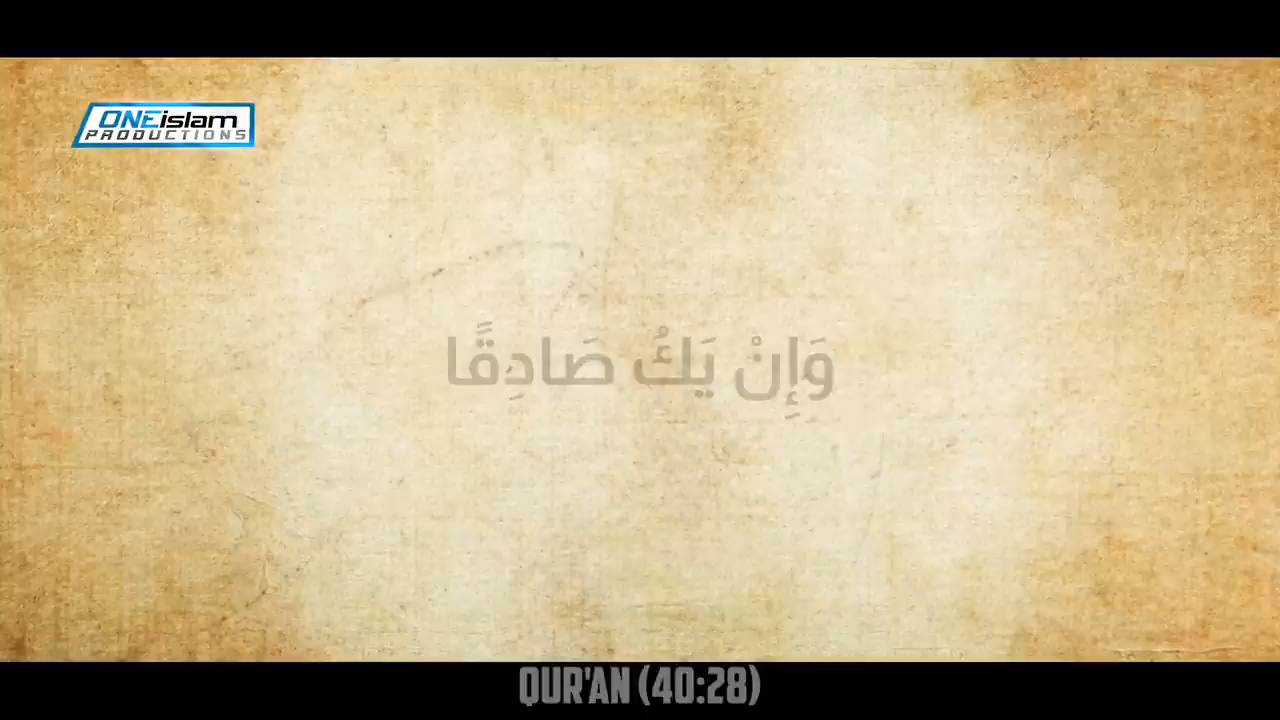 ONEislam
PRODUCTIONS
وَإِنْ يَكُ صَادِقًا
QUR'AN (40:28)